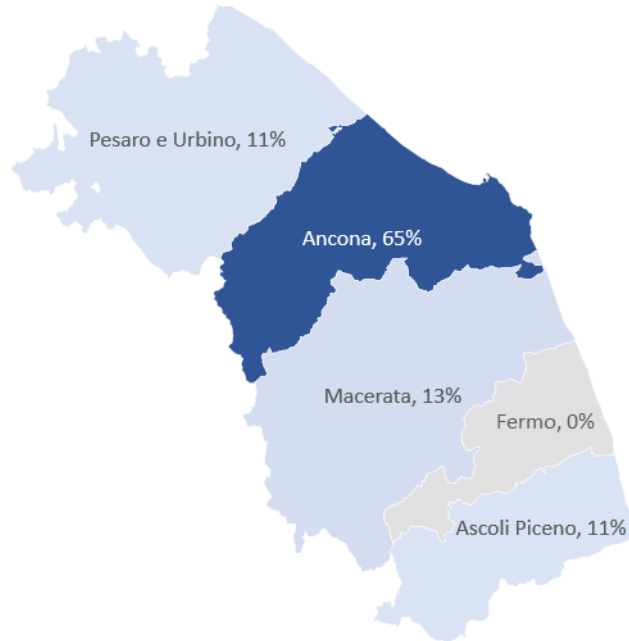 Pesaro e Urbino, 11%
Ancona, 65%
Macerata, 13%
Fermo, 0%
Ascoli Piceno, 11%